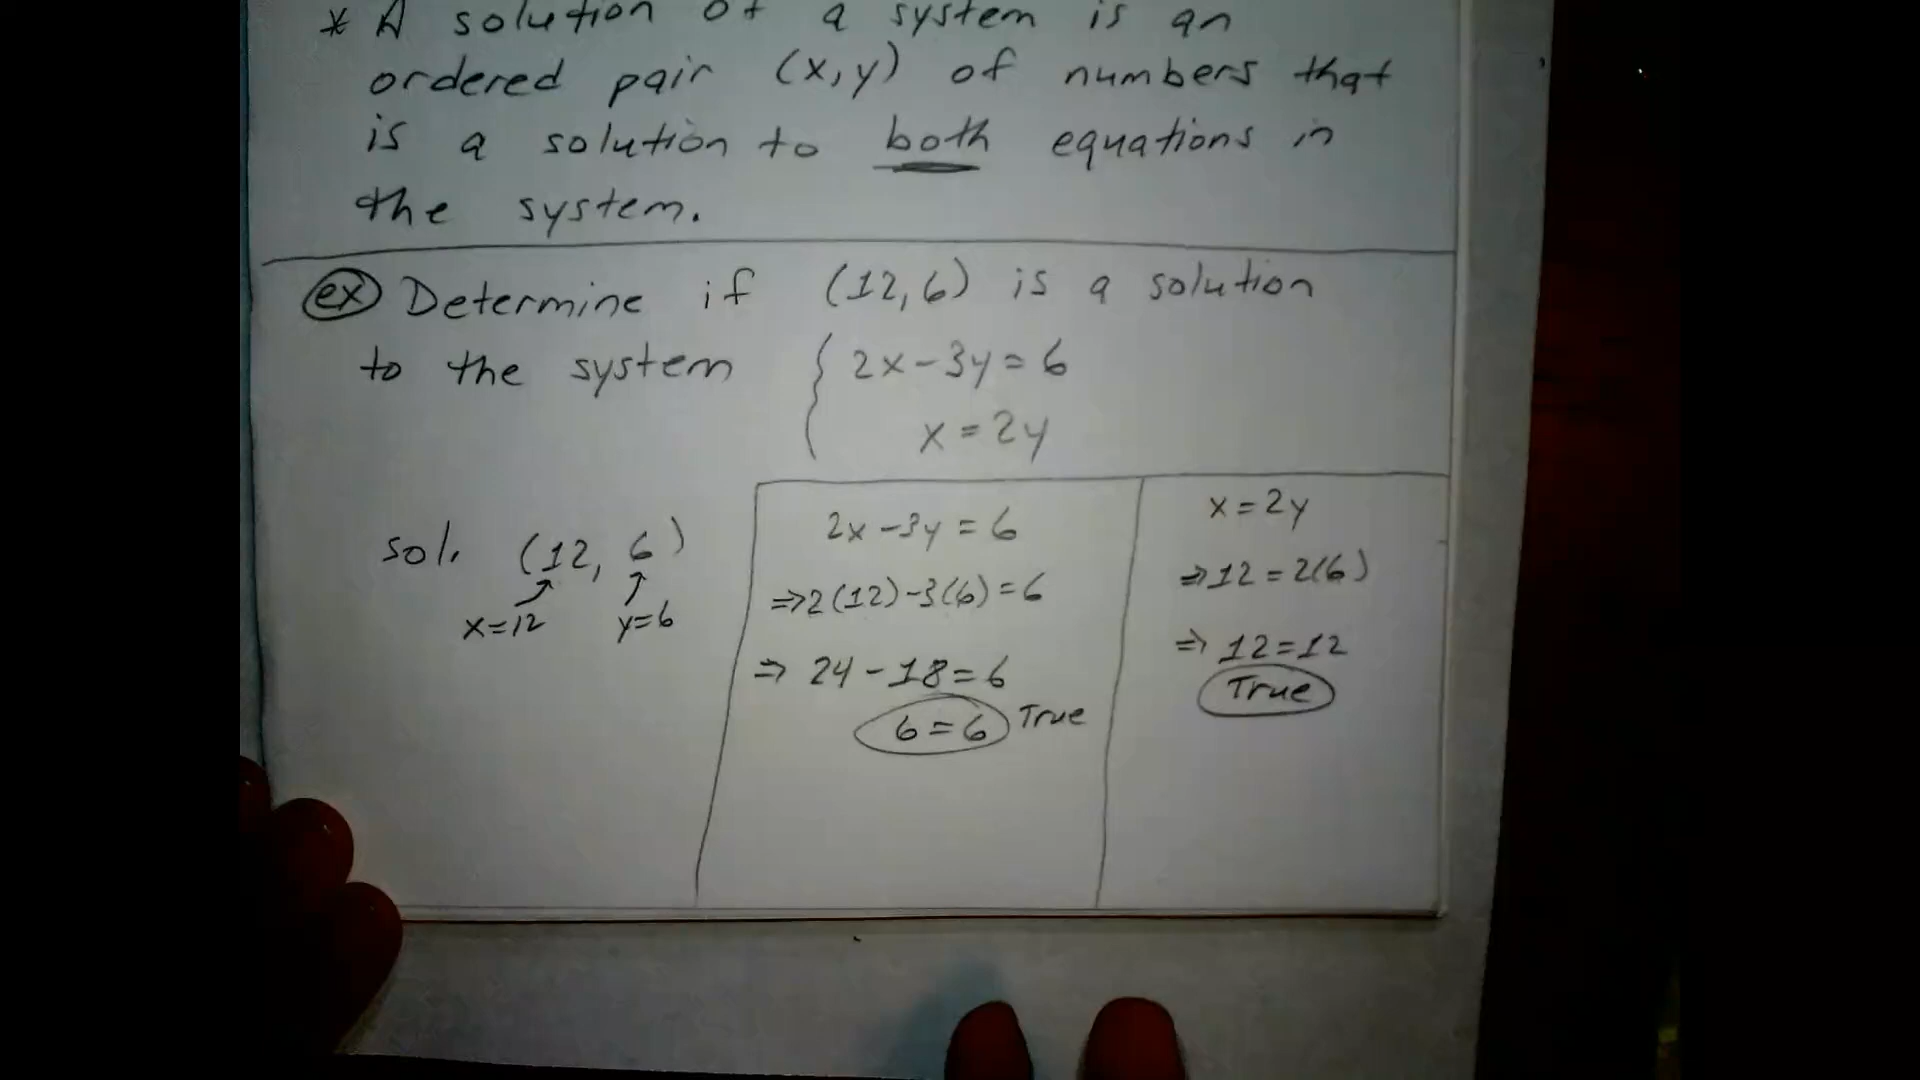 * A solution of a system is an
ordered pair (x,y) of numbers that
is a solution to both equations in
the system.
ex Determine if (12,6) is a solution
to the system { 2x-3y=6
x=2y
sol. (12, 6)
x=12 y=6
2x-3y=6
⇒2(12)-3(6)=6
⇒ 24-18=6
6=6 True
x=2y
⇒12=2(6)
⇒ 12=12
True